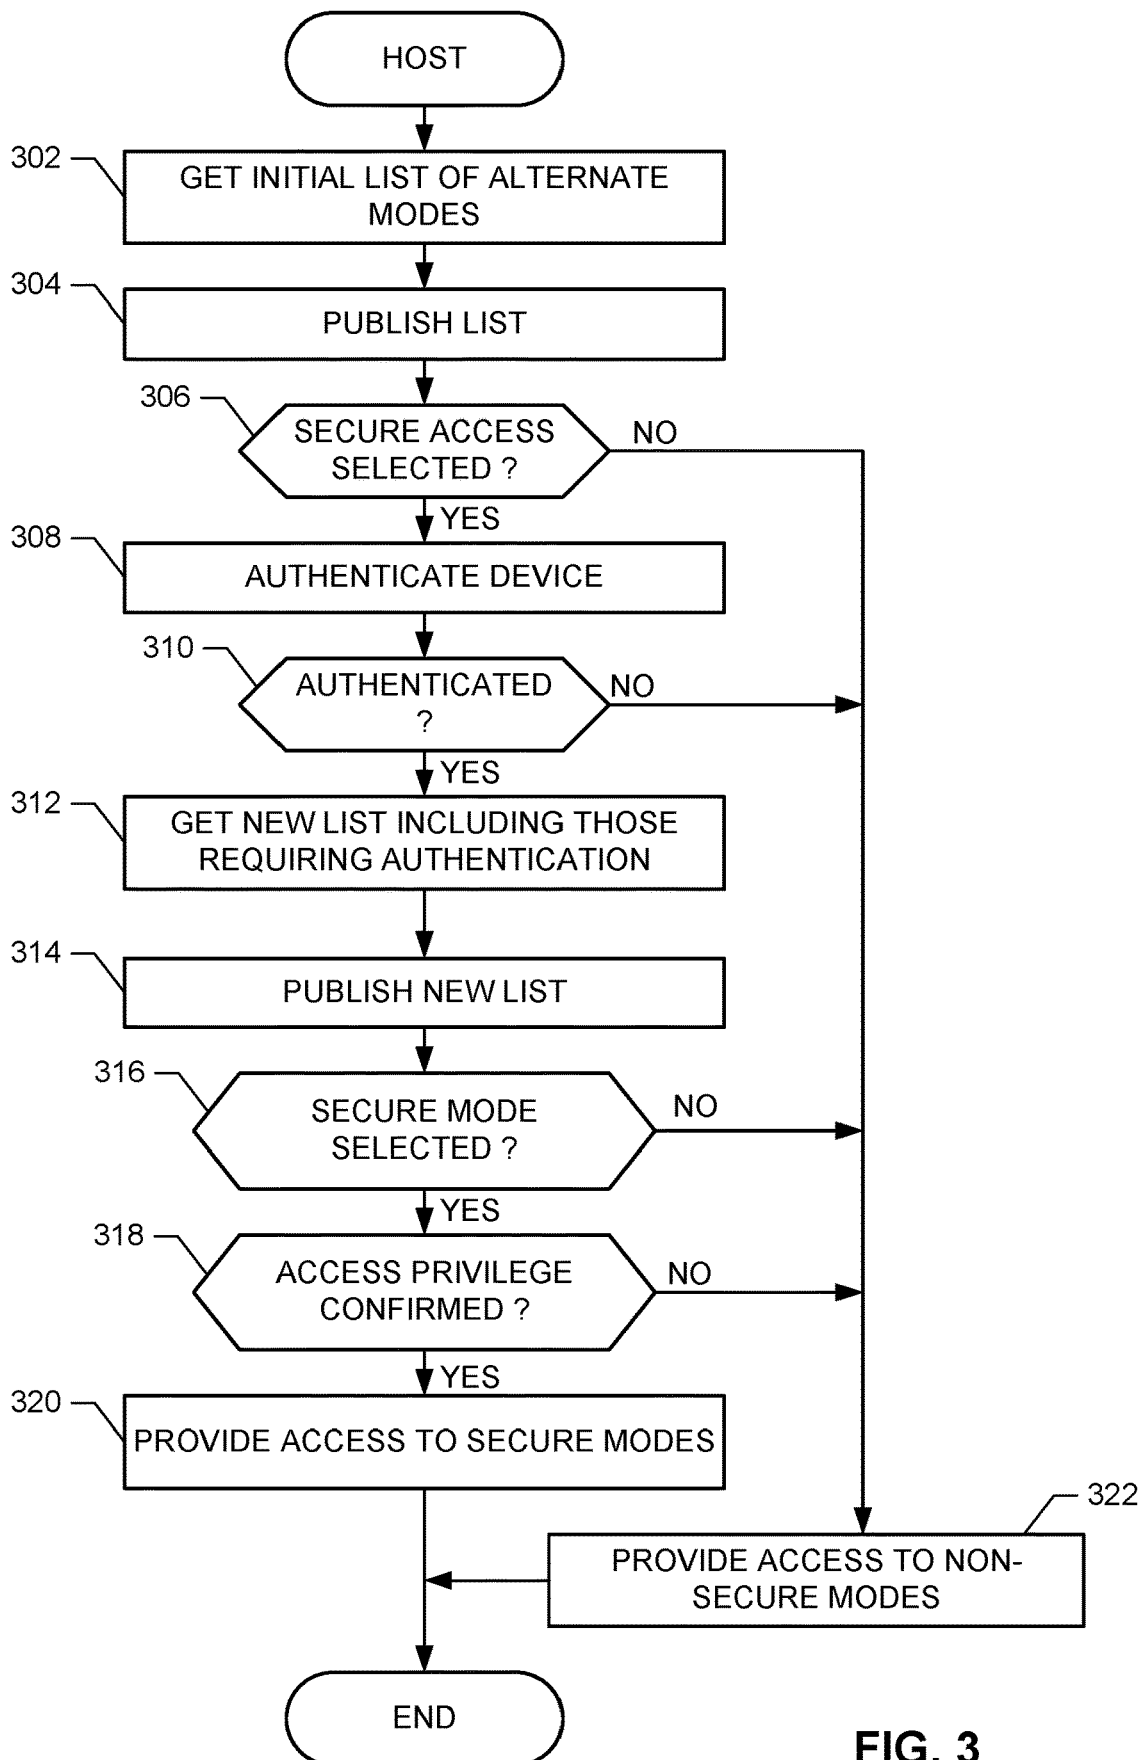 HOST
302
GET INITIAL LIST OF ALTERNATE
MODES
304
PUBLISH LIST
306
SECURE ACCESS
SELECTED ?
NO
YES
308
AUTHENTICATE DEVICE
310
AUTHENTICATED
?
NO
YES
312
GET NEW LIST INCLUDING THOSE
REQUIRING AUTHENTICATION
314
PUBLISH NEW LIST
316
SECURE MODE
SELECTED ?
NO
YES
318
ACCESS PRIVILEGE
CONFIRMED ?
NO
YES
320
PROVIDE ACCESS TO SECURE MODES
322
PROVIDE ACCESS TO NON-
SECURE MODES
END
FIG. 3